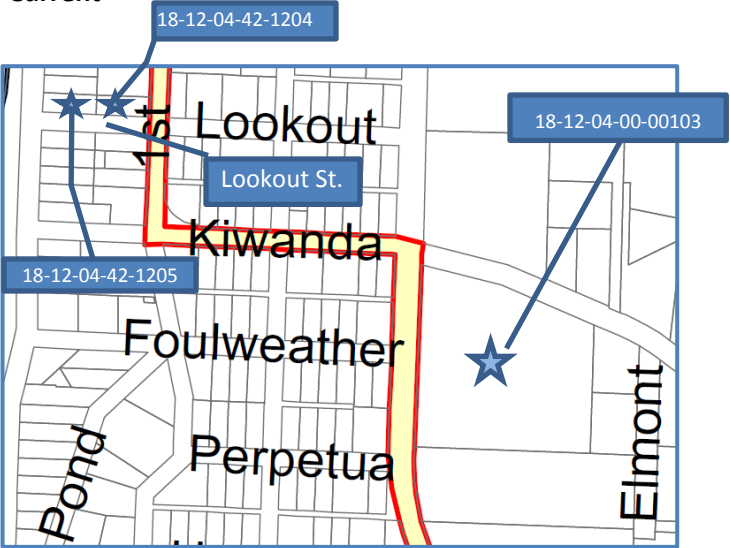 18-12-04-42-1204
1st
Lookout
18-12-04-00-00103
Lookout St.
Kiwanda
18-12-04-42-1205
Foulweather
Elmont
Perpetua
Pond